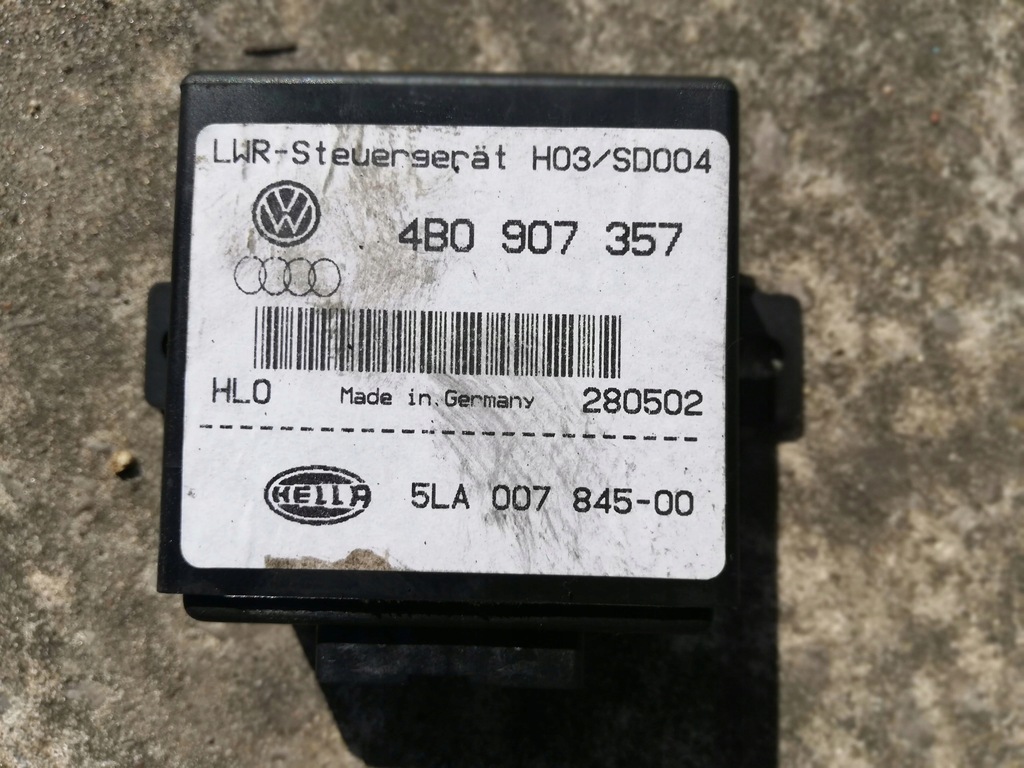 LWR-Steuergerät H03/SD004
4B0 907 357
HLO Made in Germany 280502
HELLA 5LA 007 845-00